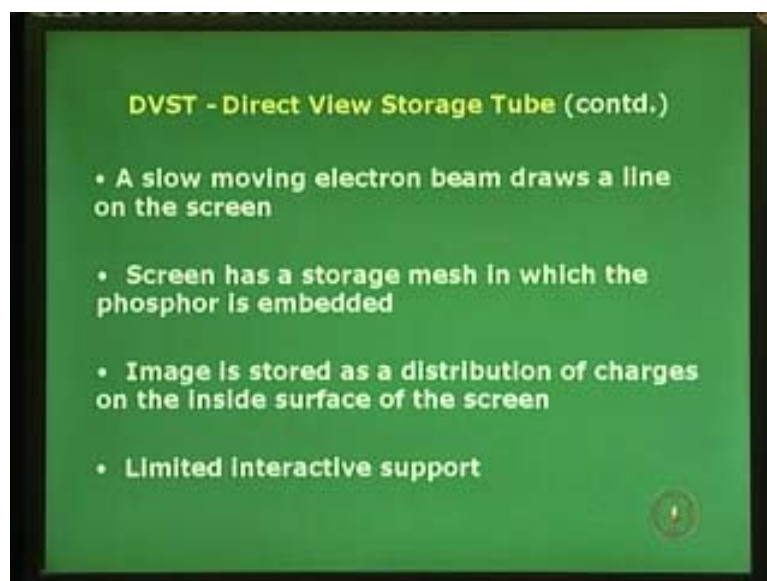 DVST - Direct View Storage Tube (contd.)
• A slow moving electron beam draws a line
on the screen
• Screen has a storage mesh in which the
phosphor is embedded
• Image is stored as a distribution of charges
on the inside surface of the screen
• Limited interactive support